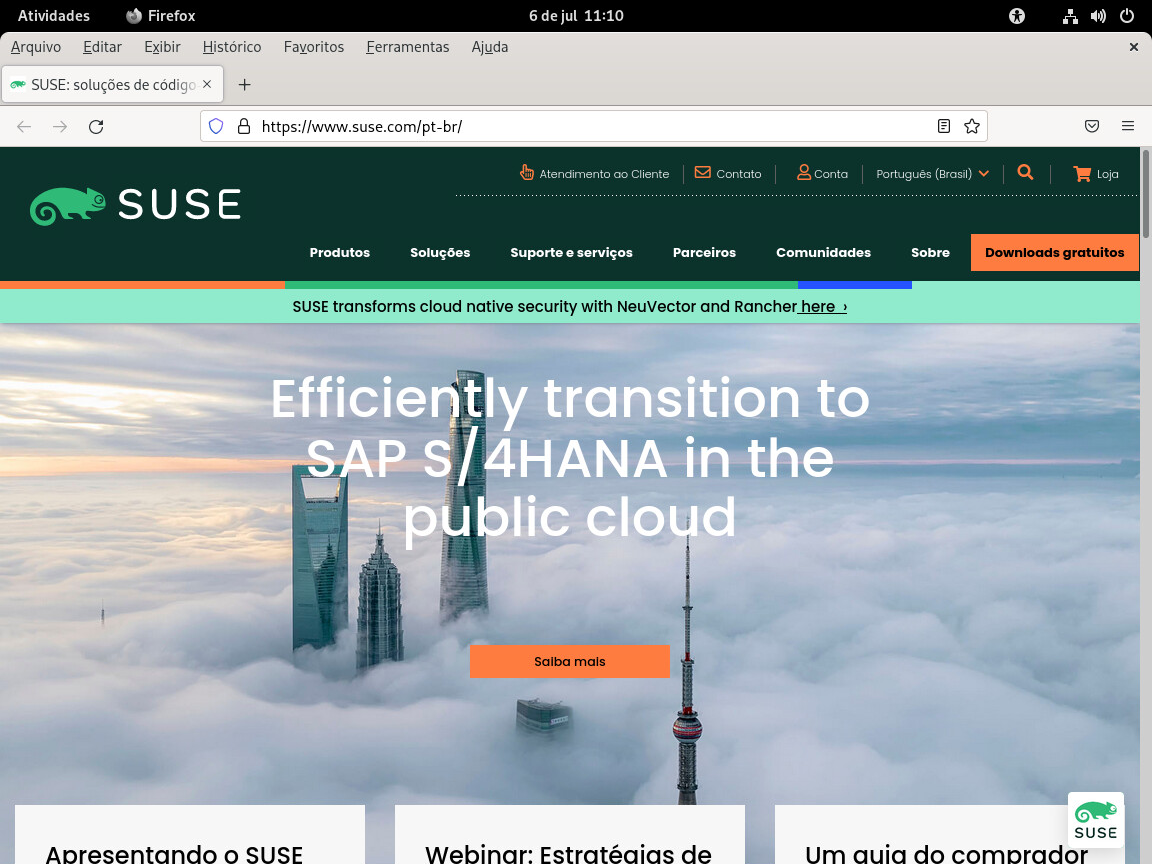 Atividades Firefox 6 de jul 11:10
Arquivo Editar Exibir Histórico Favoritos Ferramentas Ajuda
SUSE: soluções de código
https://www.suse.com/pt-br/
Atendimento ao Cliente Contato Conta Português (Brasil) Loja
SUSE
Produtos Soluções Suporte e serviços Parceiros Comunidades Sobre Downloads gratuitos
SUSE transforms cloud native security with NeuVector and Rancher here ›
Efficiently transition to
SAP S/4HANA in the
public cloud
Saiba mais
SUSE
Apresentando o SUSE Webinar: Estratégias de Um guia do comprador